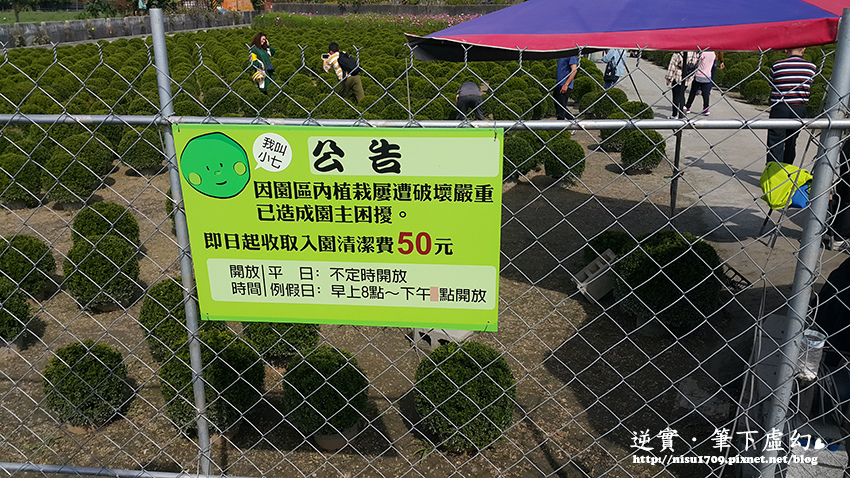 我叫
小七
公告
因園區內植栽屢遭破壞嚴重
已造成園主困擾。
即日起收取入園清潔費50元
開放 平 日：不定時開放
時間 例假日：早上8點～下午 點開放
逆實・筆下虛幻
http://nisu1709.pixnet.net/blog